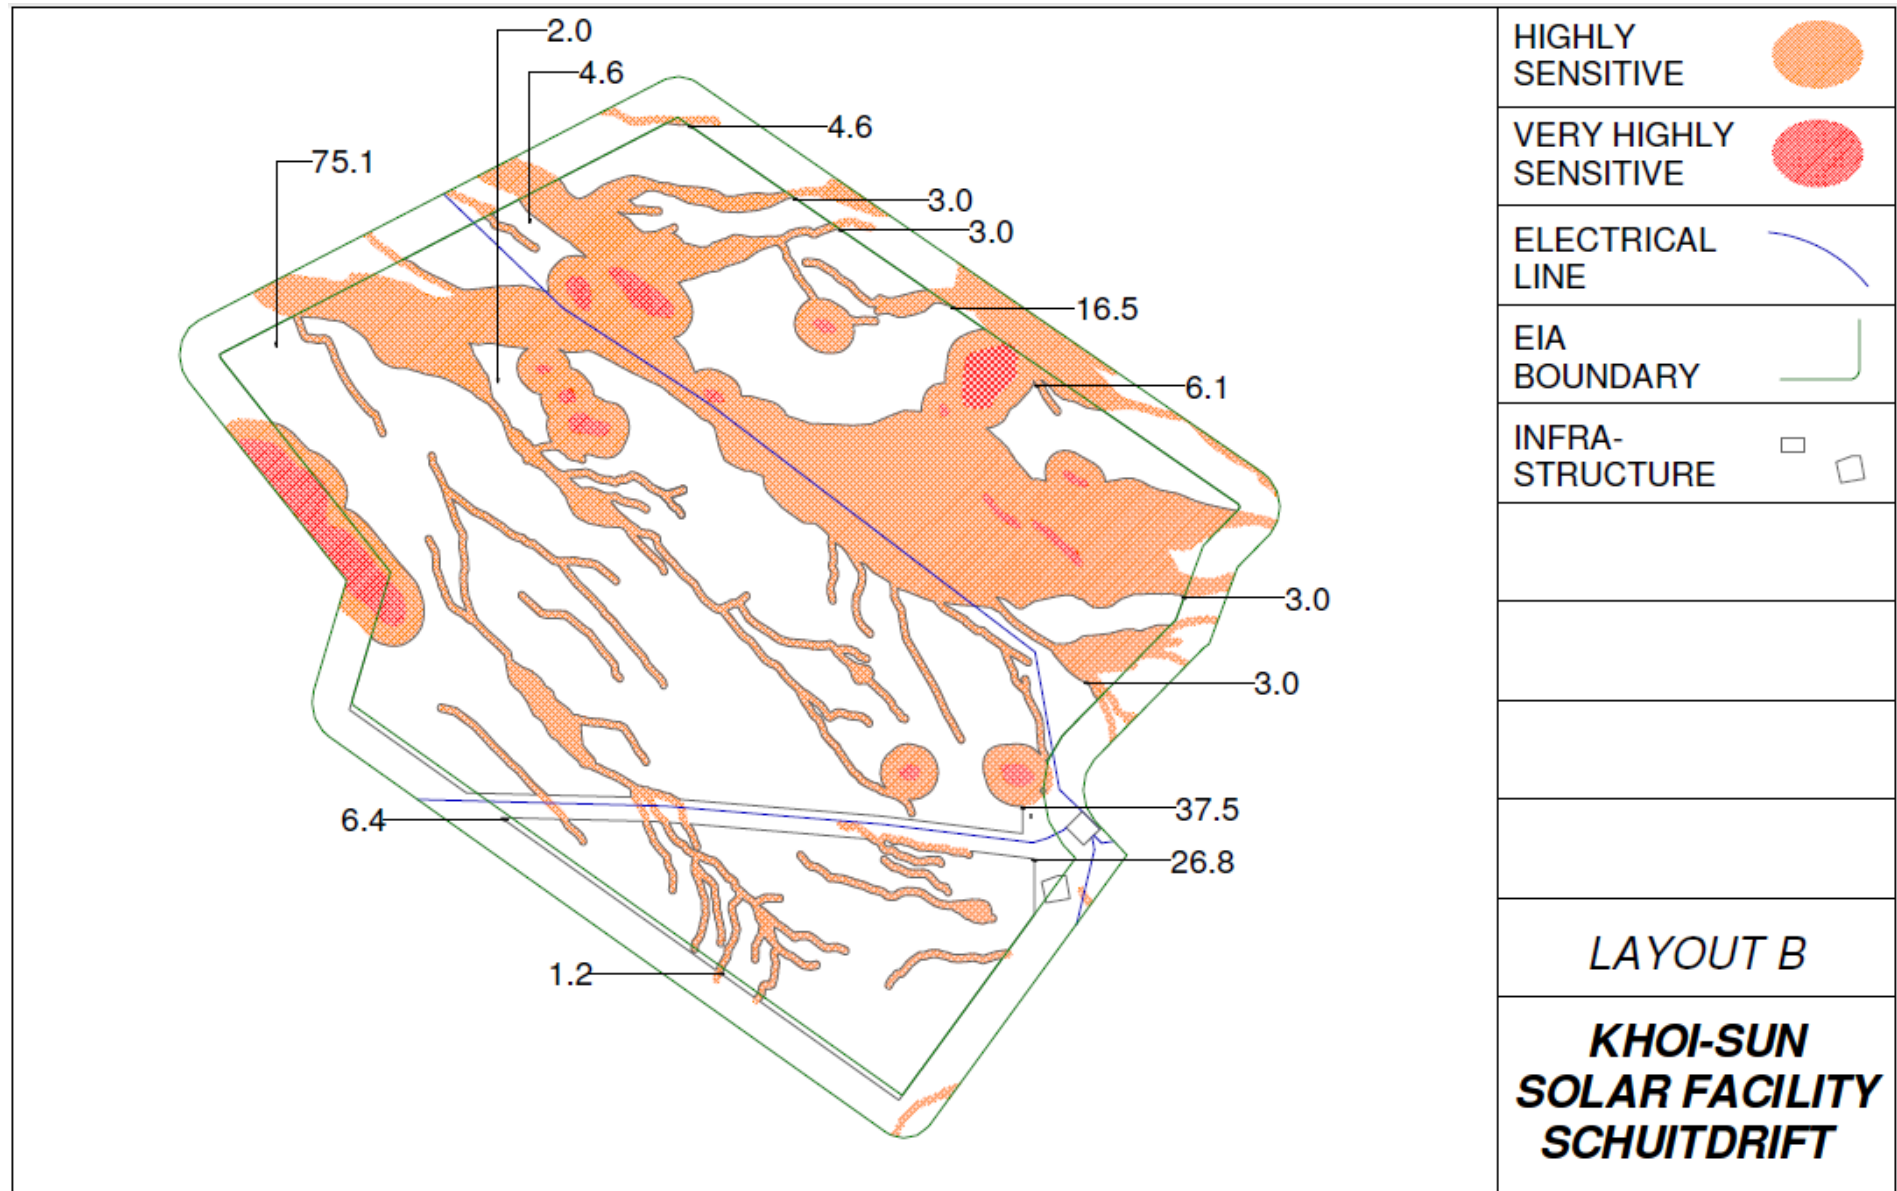 2.0
4.6
4.6
75.1
3.0
3.0
16.5
6.1
3.0
3.0
37.5
6.4
26.8
1.2
HIGHLY
SENSITIVE
VERY HIGHLY
SENSITIVE
ELECTRICAL
LINE
EIA
BOUNDARY
INFRA-
STRUCTURE
LAYOUT B
KHOI-SUN
SOLAR FACILITY
SCHUITDRIFT